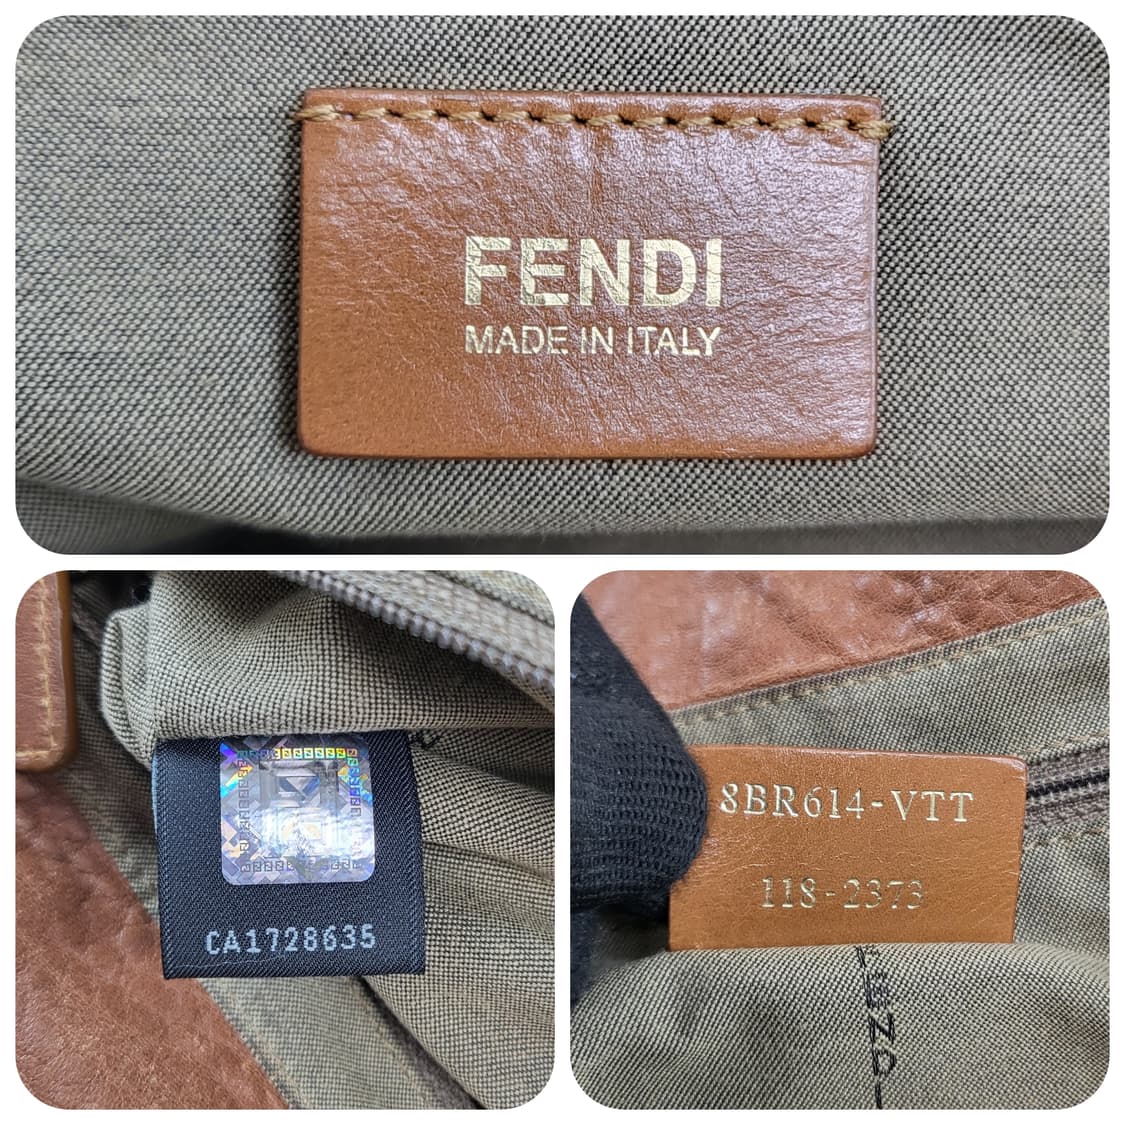 FENDI
MADE IN ITALY
CA1728635
8BR614-VTT
118-2373